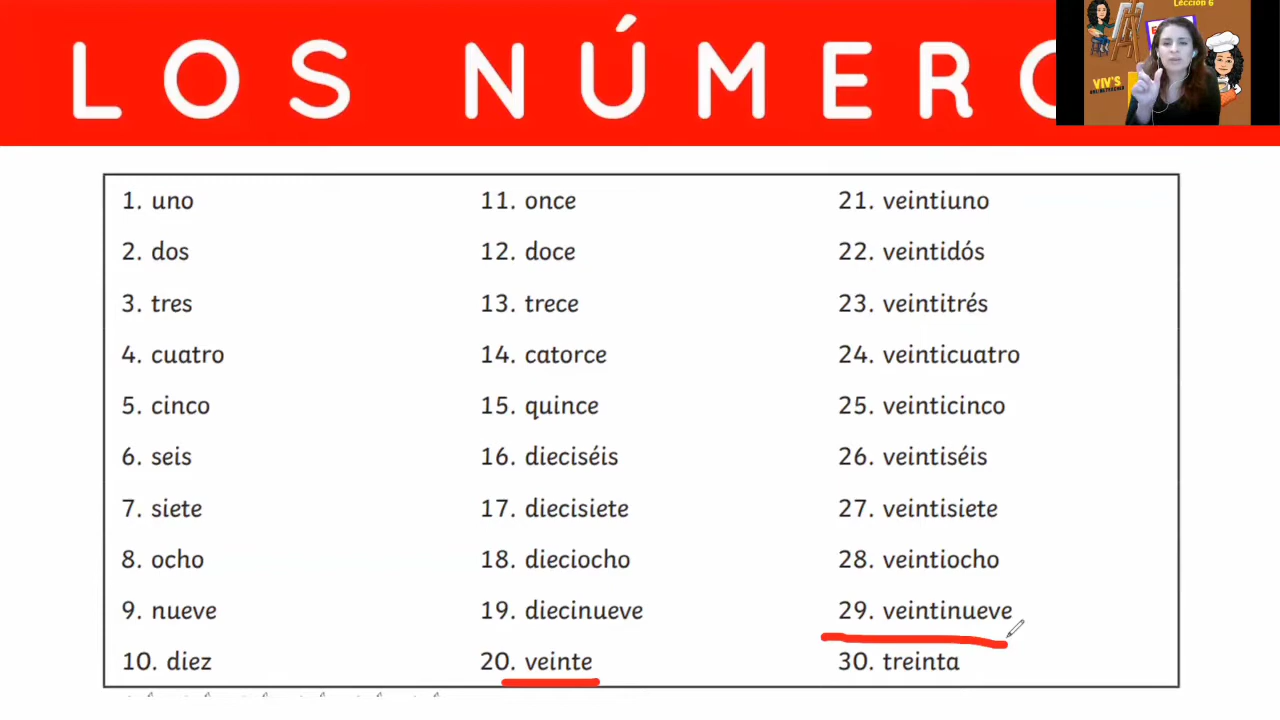 LOS NÚMERO
Lección 6
VIV'S
1. uno
2. dos
3. tres
4. cuatro
5. cinco
6. seis
7. siete
8. ocho
9. nueve
10. diez
11. once
12. doce
13. trece
14. catorce
15. quince
16. dieciséis
17. diecisiete
18. dieciocho
19. diecinueve
20. veinte
21. veintiuno
22. veintidós
23. veintitrés
24. veinticuatro
25. veinticinco
26. veintiséis
27. veintisiete
28. veintiocho
29. veintinueve
30. treinta